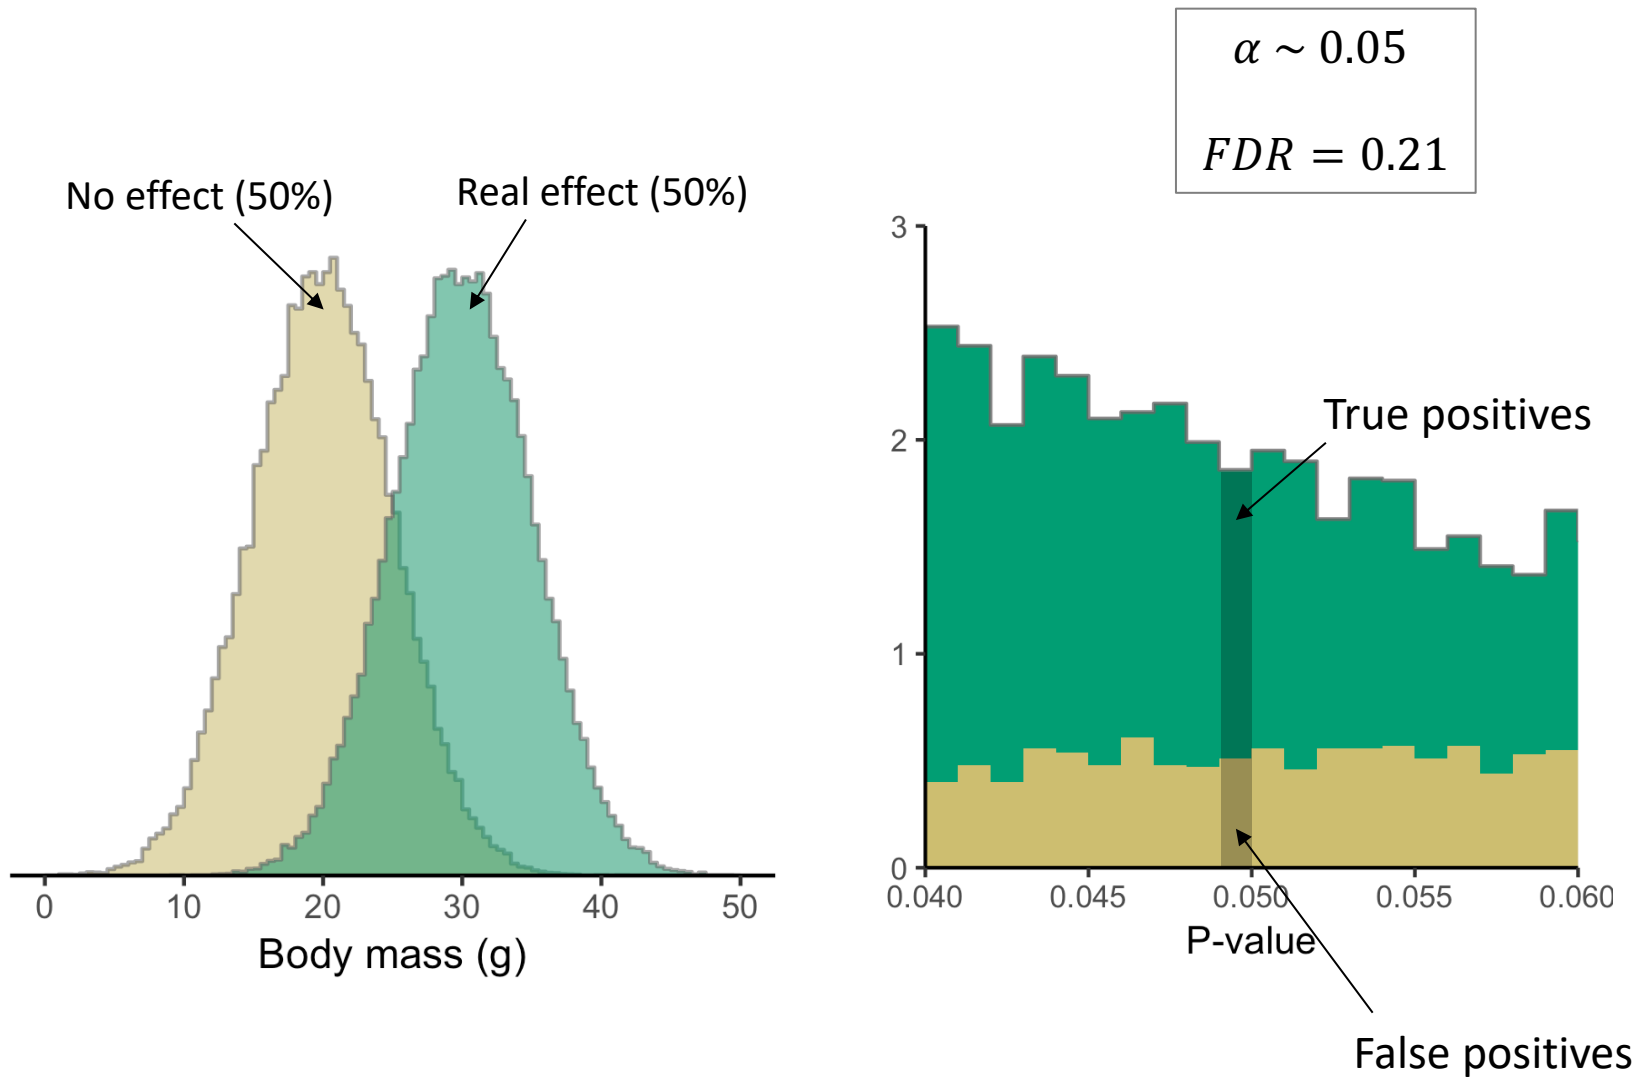 α ~ 0.05
FDR = 0.21
No effect (50%)
Real effect (50%)
0 10 20 30 40 50
Body mass (g)
3
2
1
0
True positives
0.040 0.045 0.050 0.055 0.060
P-value
False positives